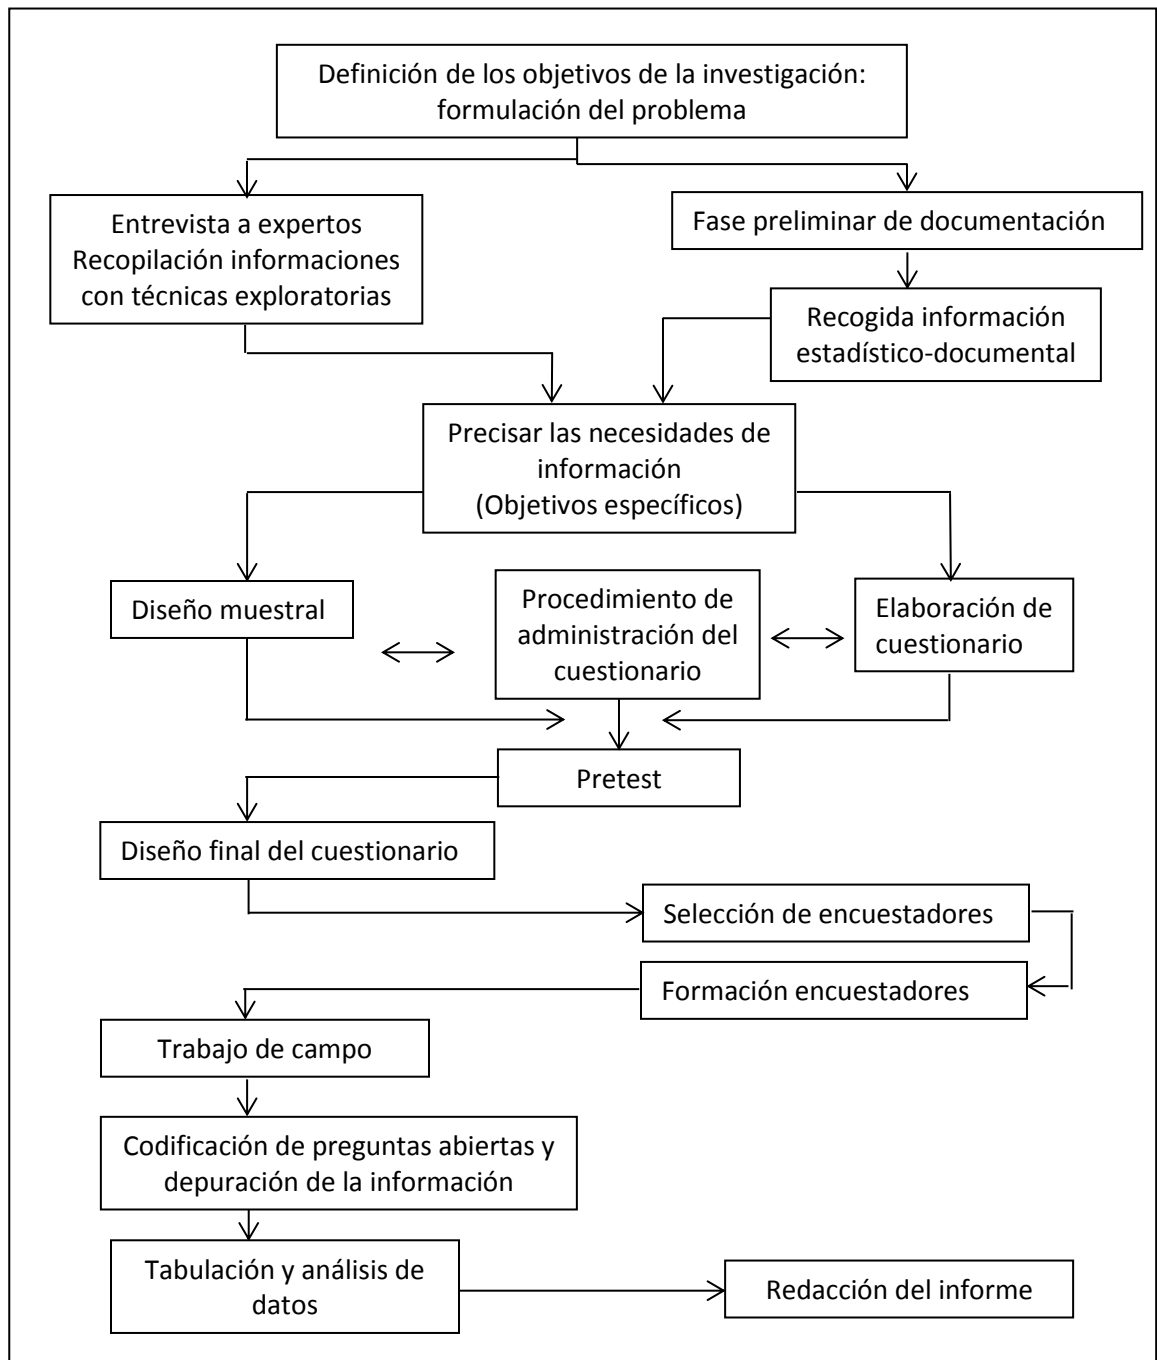 Definición de los objetivos de la investigación:
formulación del problema
Entrevista a expertos
Recopilación informaciones
con técnicas exploratorias
Fase preliminar de documentación
Recogida información
estadístico-documental
Precisar las necesidades de
información
(Objetivos específicos)
Diseño muestral
Procedimiento de
administración del
cuestionario
Elaboración de
cuestionario
Pretest
Diseño final del cuestionario
Selección de encuestadores
Formación encuestadores
Trabajo de campo
Codificación de preguntas abiertas y
depuración de la información
Tabulación y análisis de
datos
Redacción del informe